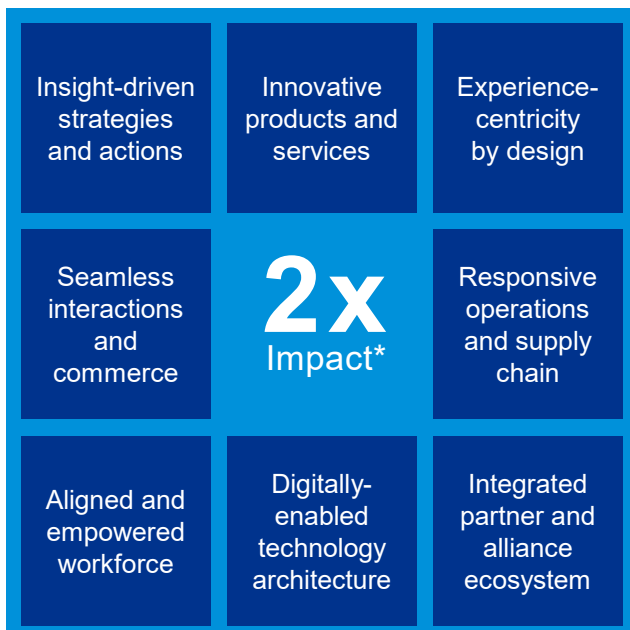 Insight-driven
strategies
and actions
Innovative
products and
services
Experience-
centricity
by design
Seamless
interactions
and
commerce
2x
Impact*
Responsive
operations
and supply
chain
Aligned and
empowered
workforce
Digitally-
enabled
technology
architecture
Integrated
partner and
alliance
ecosystem